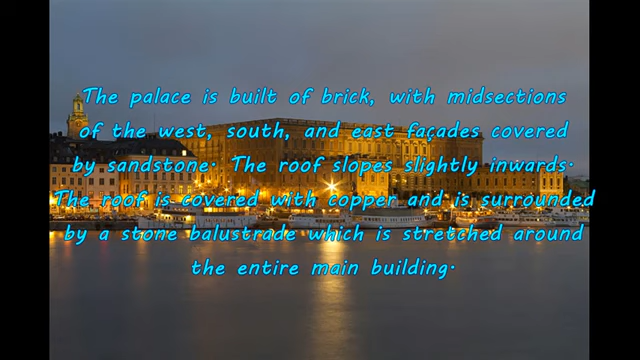 The palace is built of brick, with midsections
of the west, south, and east façades covered
by sandstone. The roof slopes slightly inwards.
The roof is covered with copper and is surrounded
by a stone balustrade which is stretched around
the entire main building.